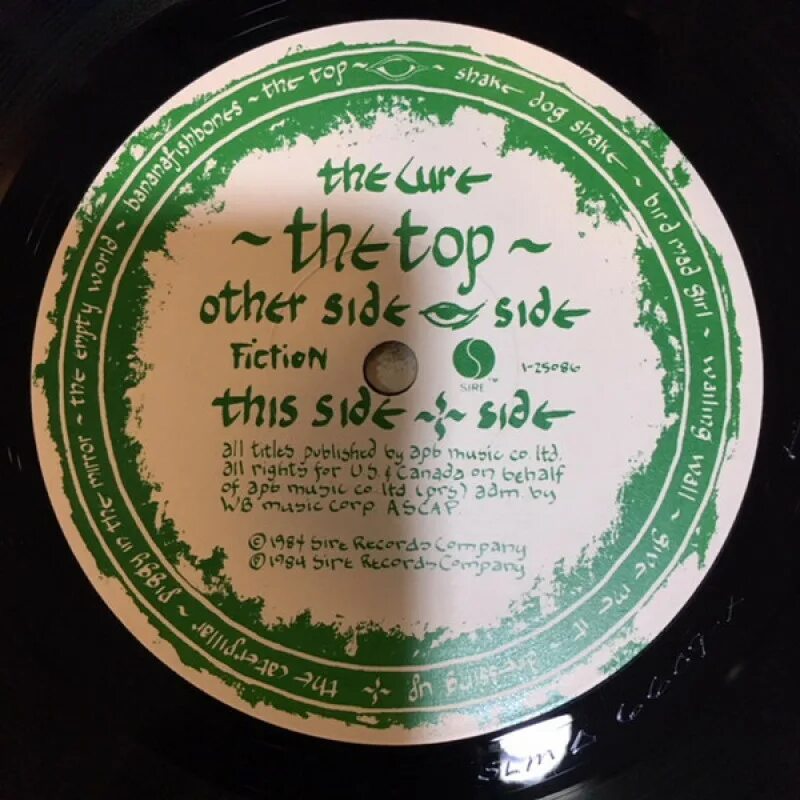 the cure
~ the top ~
other side side
Fiction
SIRE ™
1-25086
this side side
all titles published by apb music co. ltd.
all rights for U.S. & Canada on behalf
of apb music co. ltd (prs) adm. by
WB music corp. ASCAP
© 1984 Sire Records Company
℗ 1984 Sire Records Company
~ shake dog shake ~ bird mad girl ~ wailing wall ~ give me it ~ dressing up
the caterpillar ~ piggy in the mirror ~ the empty world ~ bananafishbones ~ the top ~